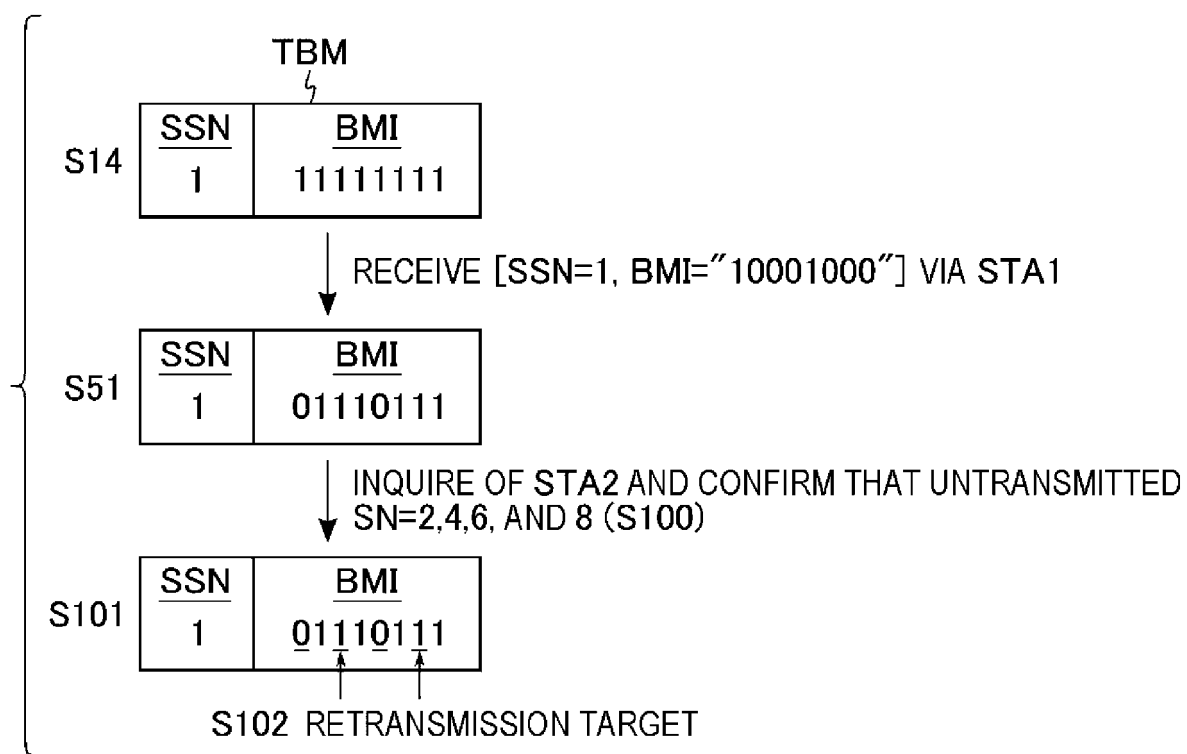 TBM
SSN BMI
S14
1 11111111
RECEIVE [SSN=1, BMI="10001000"] VIA STA1
SSN BMI
S51
1 01110111
INQUIRE OF STA2 AND CONFIRM THAT UNTRANSMITTED
SN=2,4,6, AND 8 (S100)
SSN BMI
S101
1 01110111
S102 RETRANSMISSION TARGET